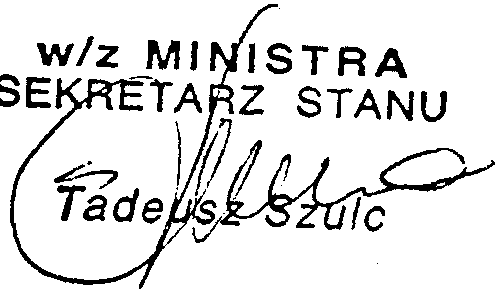 w/z MINISTRA
SEKRETARZ STANU
Tadeusz Szulc